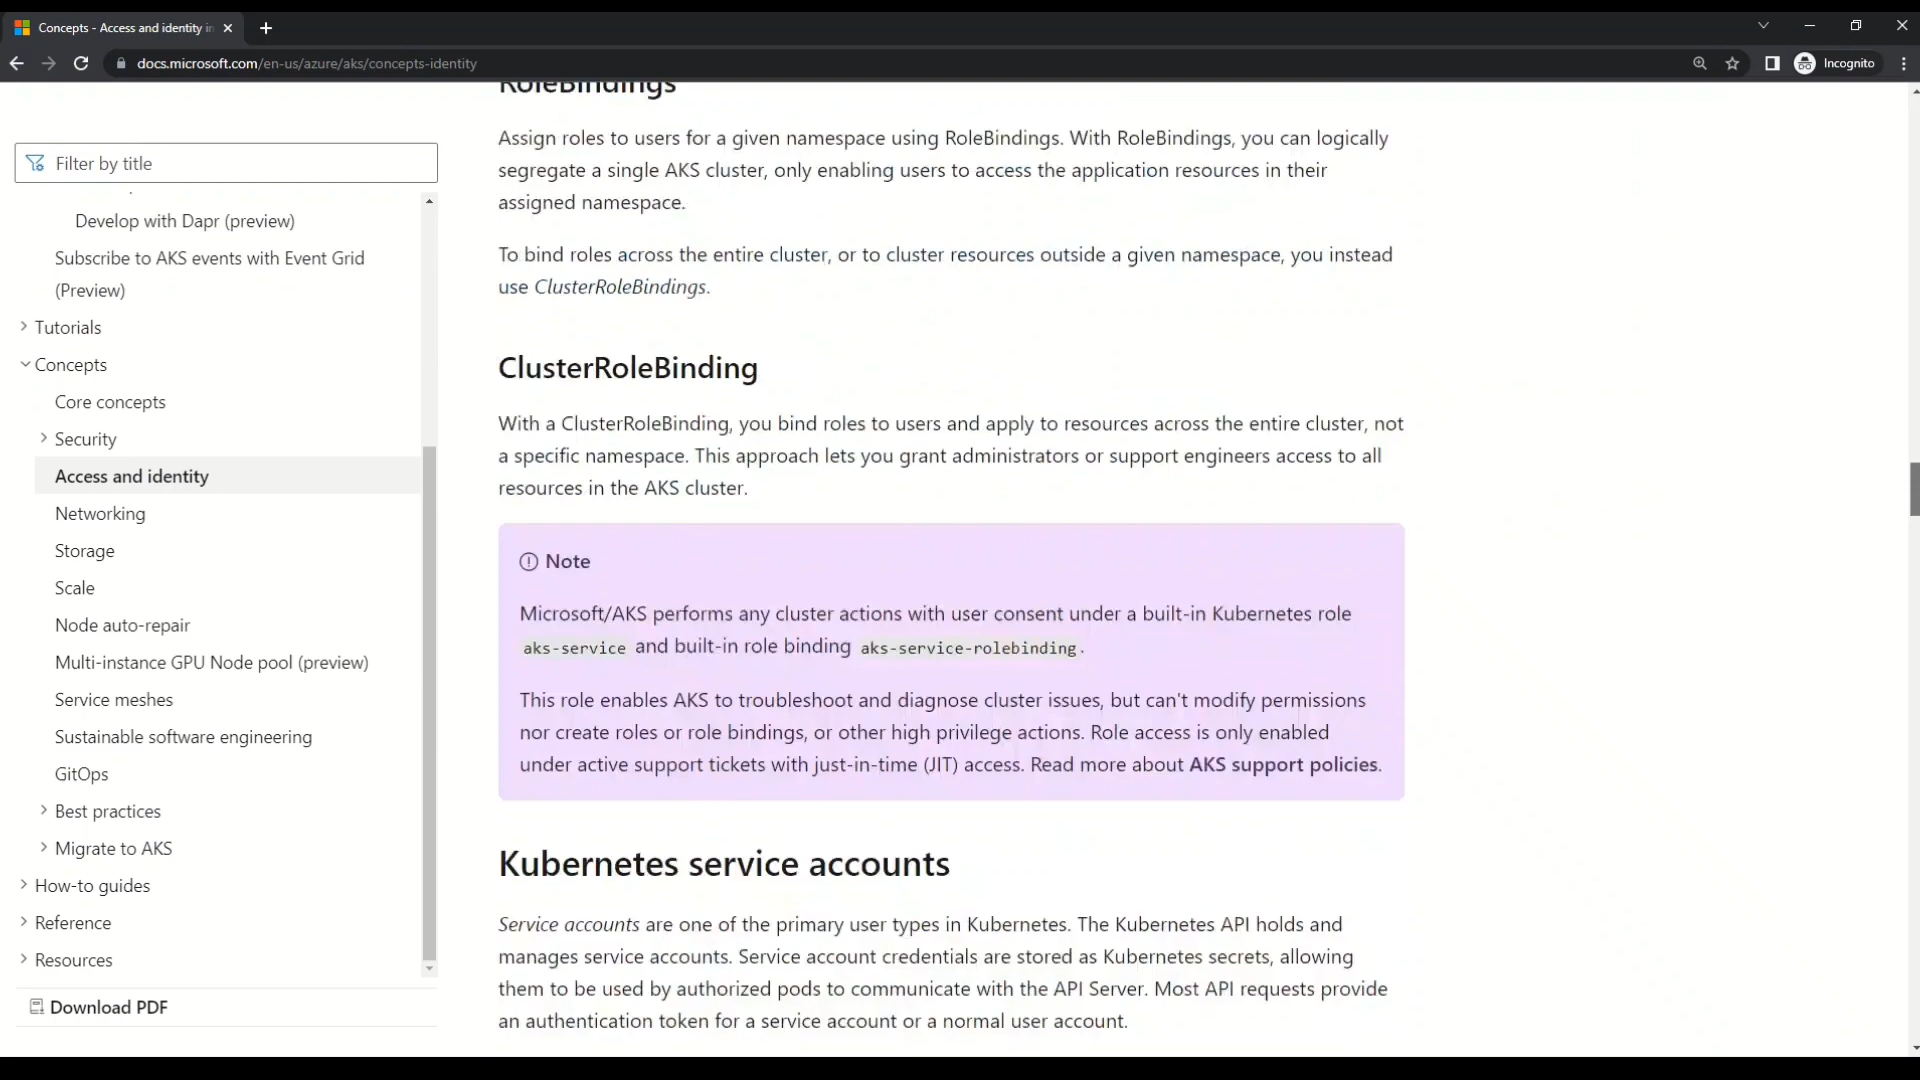 Concepts - Access and identity in
docs.microsoft.com/en-us/azure/aks/concepts-identity
Incognito
Filter by title
Develop with Dapr (preview)
Subscribe to AKS events with Event Grid
(Preview)
Tutorials
Concepts
Core concepts
Security
Access and identity
Networking
Storage
Scale
Node auto-repair
Multi-instance GPU Node pool (preview)
Service meshes
Sustainable software engineering
GitOps
Best practices
Migrate to AKS
How-to guides
Reference
Resources
Download PDF
RoleBindings
Assign roles to users for a given namespace using RoleBindings. With RoleBindings, you can logically
segregate a single AKS cluster, only enabling users to access the application resources in their
assigned namespace.
To bind roles across the entire cluster, or to cluster resources outside a given namespace, you instead
use ClusterRoleBindings.
ClusterRoleBinding
With a ClusterRoleBinding, you bind roles to users and apply to resources across the entire cluster, not
a specific namespace. This approach lets you grant administrators or support engineers access to all
resources in the AKS cluster.
Note
Microsoft/AKS performs any cluster actions with user consent under a built-in Kubernetes role
aks-service and built-in role binding aks-service-rolebinding.
This role enables AKS to troubleshoot and diagnose cluster issues, but can't modify permissions
nor create roles or role bindings, or other high privilege actions. Role access is only enabled
under active support tickets with just-in-time (JIT) access. Read more about AKS support policies.
Kubernetes service accounts
Service accounts are one of the primary user types in Kubernetes. The Kubernetes API holds and
manages service accounts. Service account credentials are stored as Kubernetes secrets, allowing
them to be used by authorized pods to communicate with the API Server. Most API requests provide
an authentication token for a service account or a normal user account.